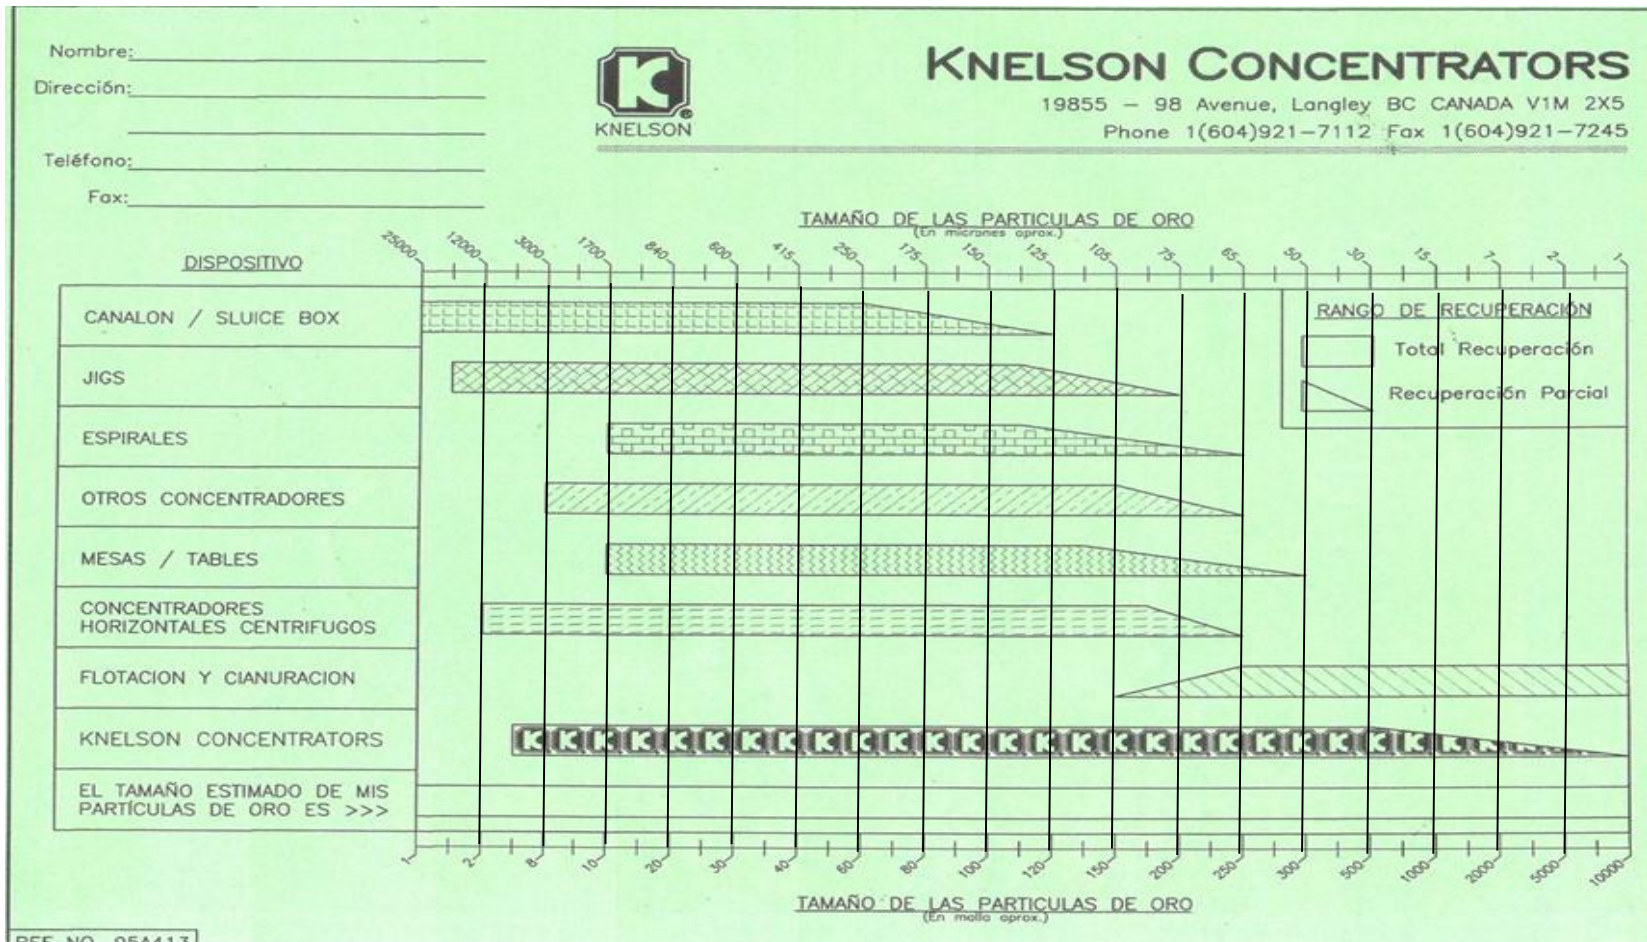 Nombre:
Dirección:
Teléfono:
Fax:
K
KNELSON
KNELSON CONCENTRATORS
19855 – 98 Avenue, Langley BC CANADA V1M 2X5
Phone 1(604)921–7112 Fax 1(604)921–7245
TAMAÑO DE LAS PARTICULAS DE ORO
(En micrones aprox.)
25000 12000 3000 1700 840 600 415 250 175 150 125 105 75 65 50 30 15 7 2 1
DISPOSITIVO
CANALON / SLUICE BOX
JIGS
ESPIRALES
OTROS CONCENTRADORES
MESAS / TABLES
CONCENTRADORES
HORIZONTALES CENTRIFUGOS
FLOTACION Y CIANURACION
KNELSON CONCENTRATORS
EL TAMAÑO ESTIMADO DE MIS
PARTÍCULAS DE ORO ES >>>
RANGO DE RECUPERACIÓN
Total Recuperación
Recuperación Parcial
1 2 8 10 20 30 40 60 80 100 120 150 200 250 300 500 1000 2000 5000 10000
TAMAÑO DE LAS PARTICULAS DE ORO
(En malla aprox.)
REF NO. 95A413